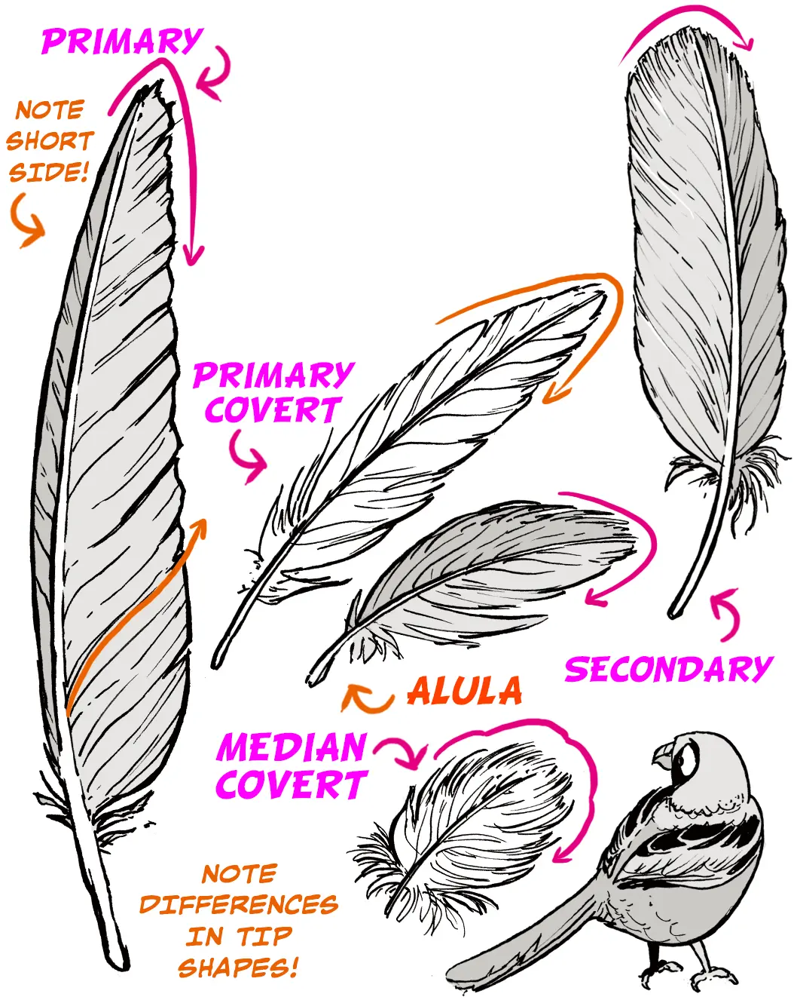 PRIMARY
NOTE
SHORT
SIDE!
PRIMARY
COVERT
SECONDARY
ALULA
MEDIAN
COVERT
NOTE
DIFFERENCES
IN TIP
SHAPES!